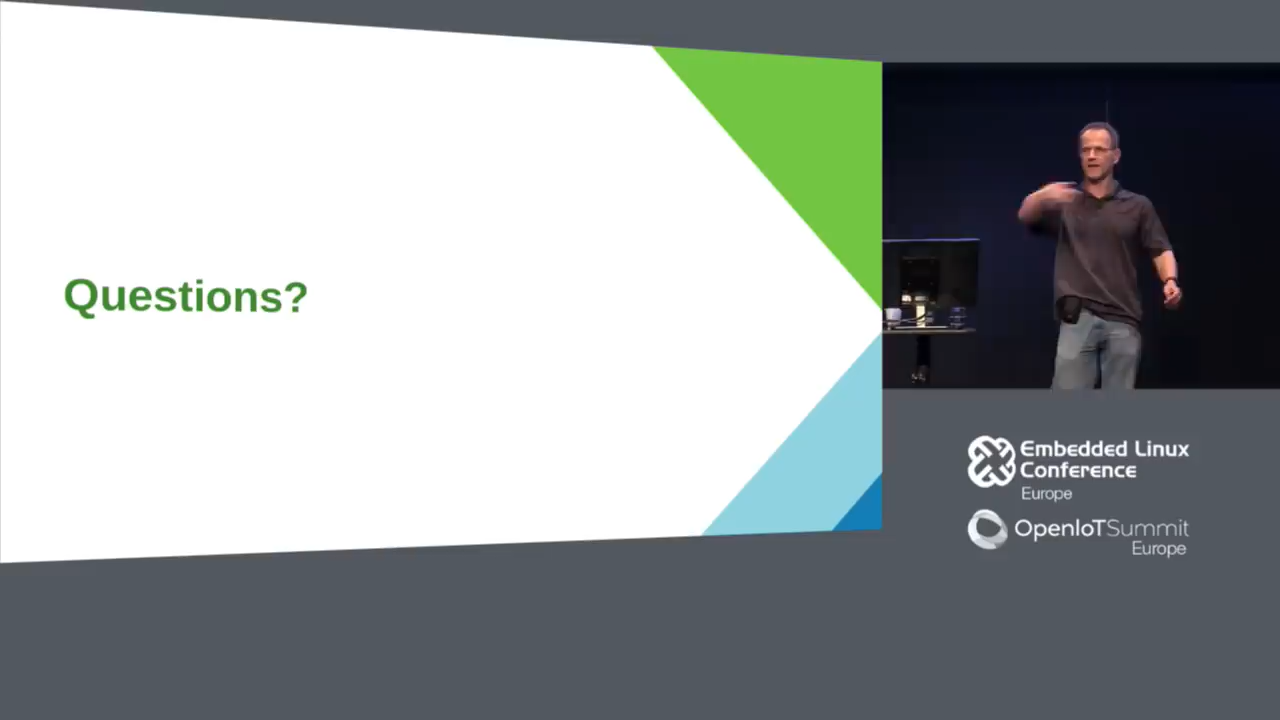 Questions?
Embedded Linux
Conference
Europe
OpenIoTSummit
Europe